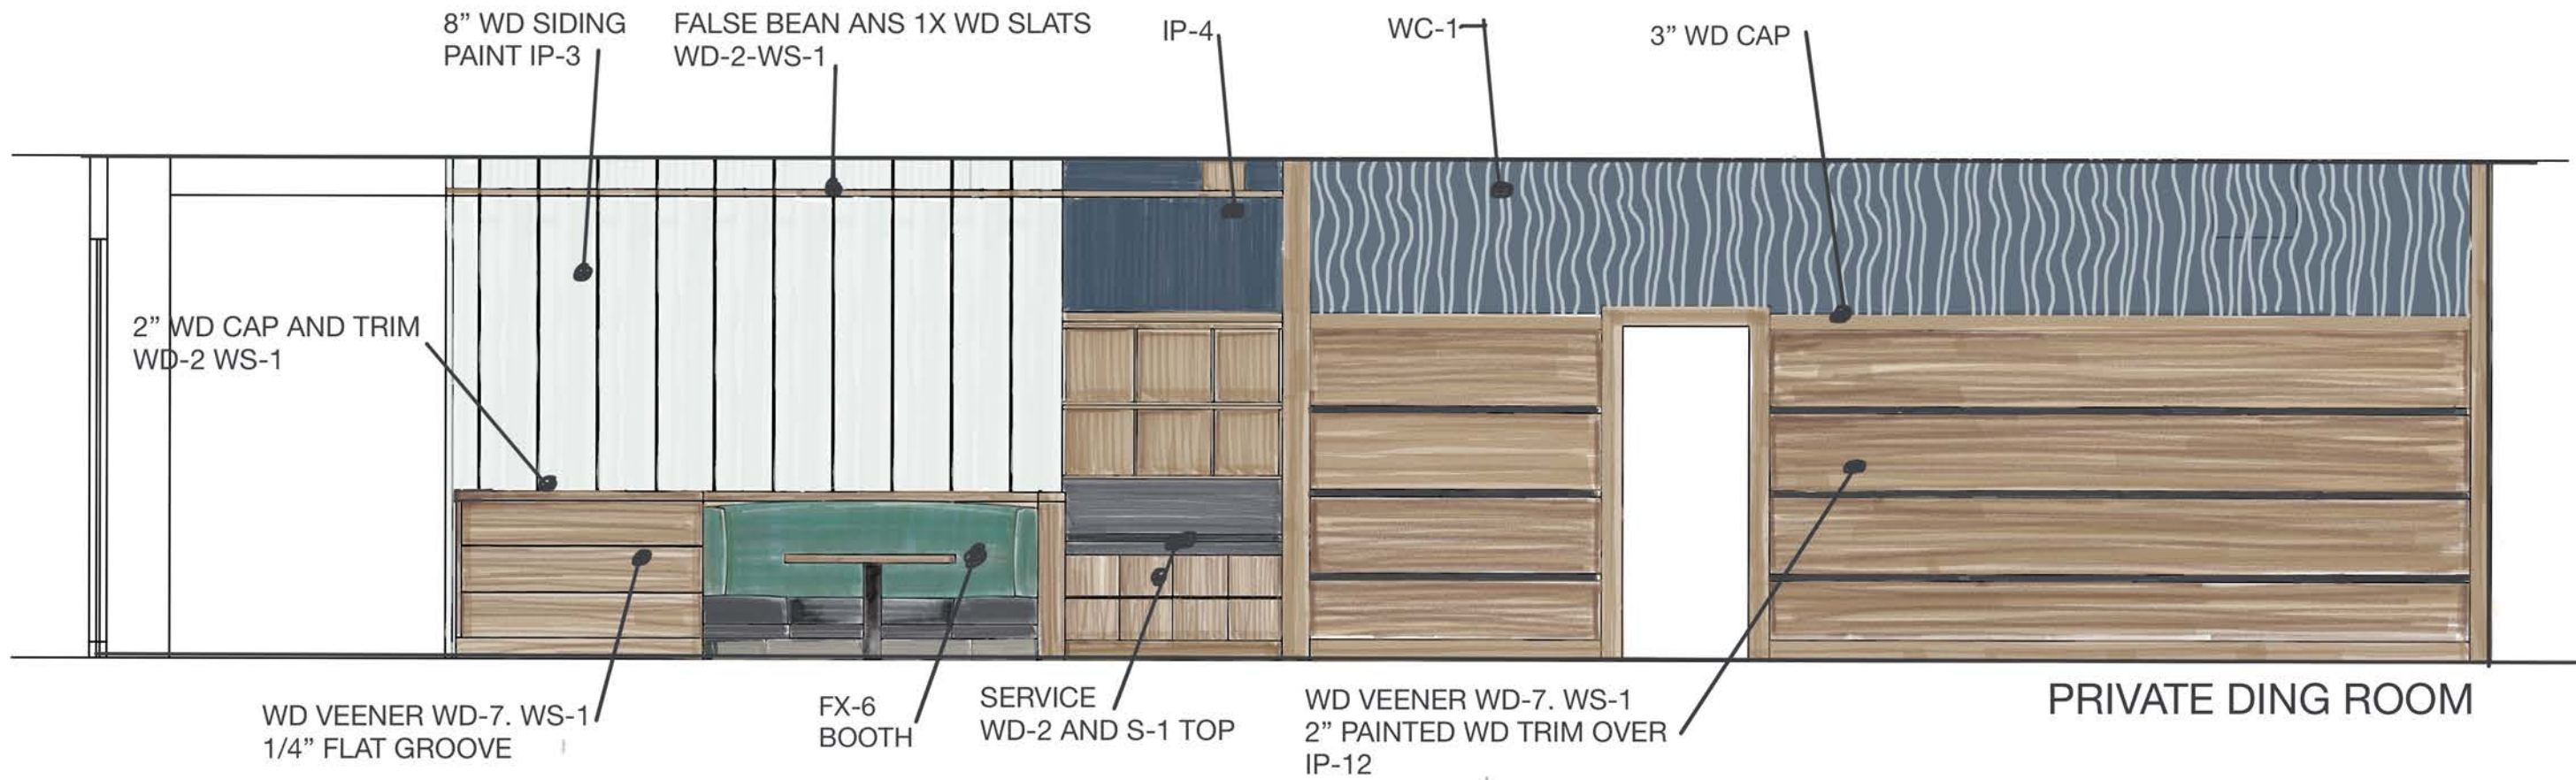 8” WD SIDING
PAINT IP-3
FALSE BEAN ANS 1X WD SLATS
WD-2-WS-1
IP-4
WC-1
3” WD CAP
2” WD CAP AND TRIM
WD-2 WS-1
WD VEENER WD-7. WS-1
1/4” FLAT GROOVE
FX-6
BOOTH
SERVICE
WD-2 AND S-1 TOP
WD VEENER WD-7. WS-1
2” PAINTED WD TRIM OVER
IP-12
PRIVATE DING ROOM